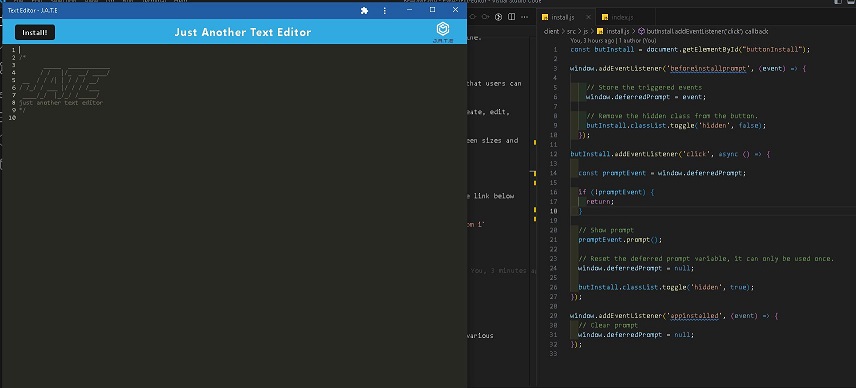 Text Editor - J.A.T.E
Install!
Just Another Text Editor
J.A.T.E
1
2 /*
3
4
5
6
7
8 just another text editor
9 */
10
that users can
ate, edit,
een sizes and
e link below
You, 3 minutes a
various
Visual Studio Code
install.js
index.js
client > src > js > install.js > butInstall.addEventListener('click') callback
You, 3 hours ago | 1 author (You)
1 const butInstall = document.getElementById("buttonInstall");
2
3 window.addEventListener('beforeinstallprompt', (event) => {
4
5 // Store the triggered events
6 window.deferredPrompt = event;
7
8 // Remove the hidden class from the button.
9 butInstall.classList.toggle('hidden', false);
10 });
11
12 butInstall.addEventListener('click', async () => {
13
14 const promptEvent = window.deferredPrompt;
15
16 if (!promptEvent) {
17 return;
18 }
19
20 // Show prompt
21 promptEvent.prompt();
22
23 // Reset the deferred prompt variable, it can only be used once.
24 window.deferredPrompt = null;
25
26 butInstall.classList.toggle('hidden', true);
27 });
28
29 window.addEventListener('appinstalled', (event) => {
30 // Clear prompt
31 window.deferredPrompt = null;
32 });
33